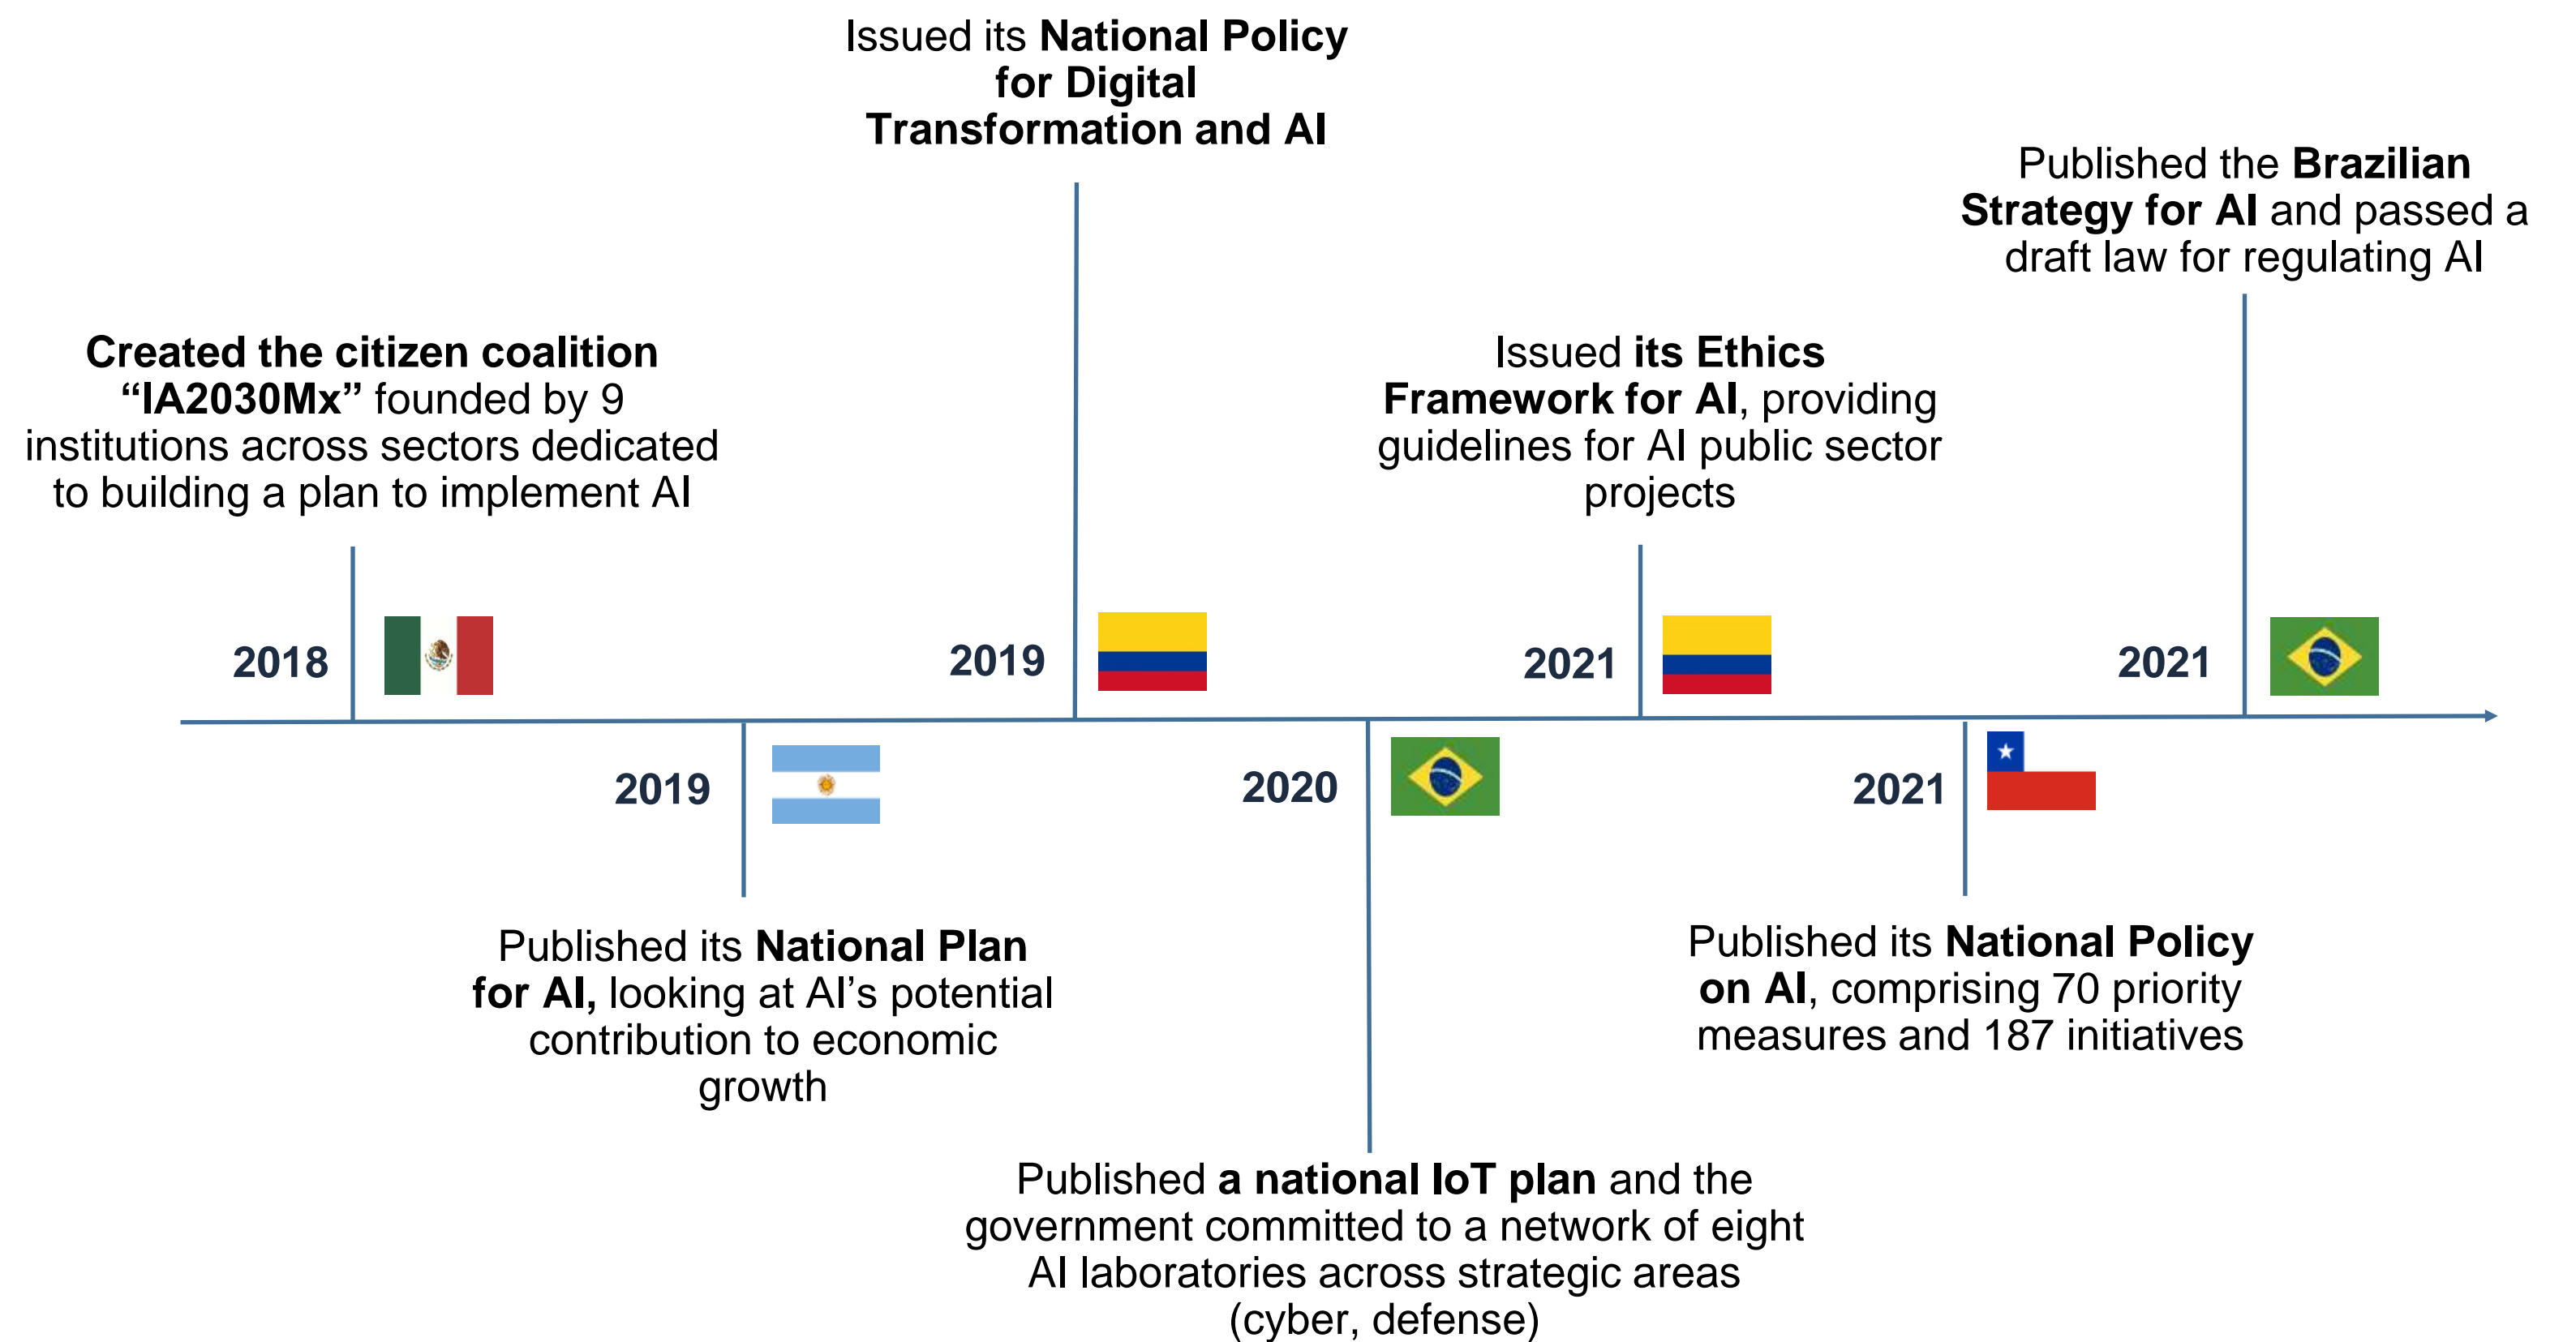 Issued its National Policy
for Digital
Transformation and AI
Published the Brazilian
Strategy for AI and passed a
draft law for regulating AI
Created the citizen coalition
“IA2030Mx” founded by 9
institutions across sectors dedicated
to building a plan to implement AI
Issued its Ethics
Framework for AI, providing
guidelines for AI public sector
projects
2018
2019
2021
2021
2019
2020
2021
Published its National Plan
for AI, looking at AI’s potential
contribution to economic
growth
Published its National Policy
on AI, comprising 70 priority
measures and 187 initiatives
Published a national IoT plan and the
government committed to a network of eight
AI laboratories across strategic areas
(cyber, defense)